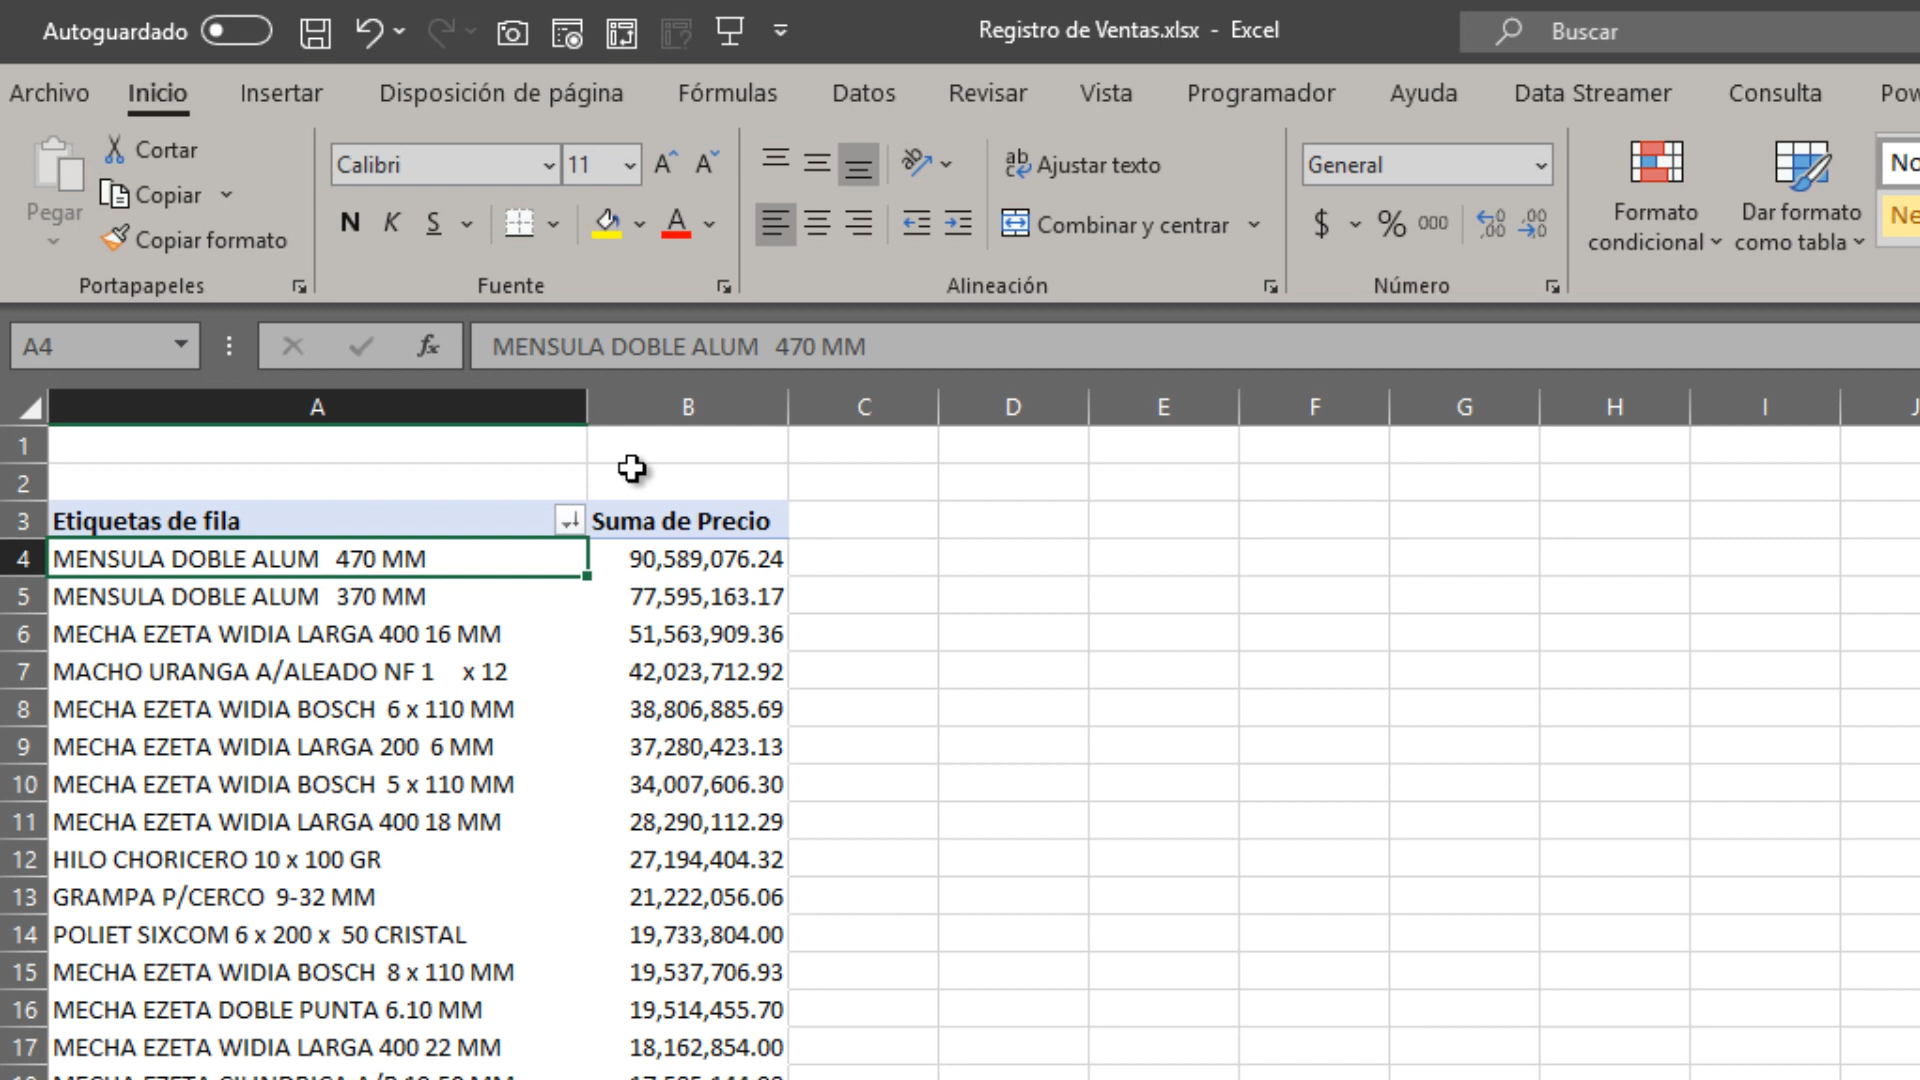 Autoguardado
Registro de Ventas.xlsx - Excel
Buscar
Archivo Inicio Insertar Disposición de página Fórmulas Datos Revisar Vista Programador Ayuda Data Streamer Consulta
Pegar
Cortar
Copiar
Copiar formato
Portapapeles
Calibri 11
N K S
Fuente
Ajustar texto
Combinar y centrar
Alineación
General
$ % 000
Número
Formato condicional
Dar formato como tabla
A4 fx MENSULA DOBLE ALUM 470 MM
A B C D E F G H I J
1
2
3 Etiquetas de fila Suma de Precio
4 MENSULA DOBLE ALUM 470 MM 90,589,076.24
5 MENSULA DOBLE ALUM 370 MM 77,595,163.17
6 MECHA EZETA WIDIA LARGA 400 16 MM 51,563,909.36
7 MACHO URANGA A/ALEADO NF 1 x 12 42,023,712.92
8 MECHA EZETA WIDIA BOSCH 6 x 110 MM 38,806,885.69
9 MECHA EZETA WIDIA LARGA 200 6 MM 37,280,423.13
10 MECHA EZETA WIDIA BOSCH 5 x 110 MM 34,007,606.30
11 MECHA EZETA WIDIA LARGA 400 18 MM 28,290,112.29
12 HILO CHORICERO 10 x 100 GR 27,194,404.32
13 GRAMPA P/CERCO 9-32 MM 21,222,056.06
14 POLIET SIXCOM 6 x 200 x 50 CRISTAL 19,733,804.00
15 MECHA EZETA WIDIA BOSCH 8 x 110 MM 19,537,706.93
16 MECHA EZETA DOBLE PUNTA 6.10 MM 19,514,455.70
17 MECHA EZETA WIDIA LARGA 400 22 MM 18,162,854.00